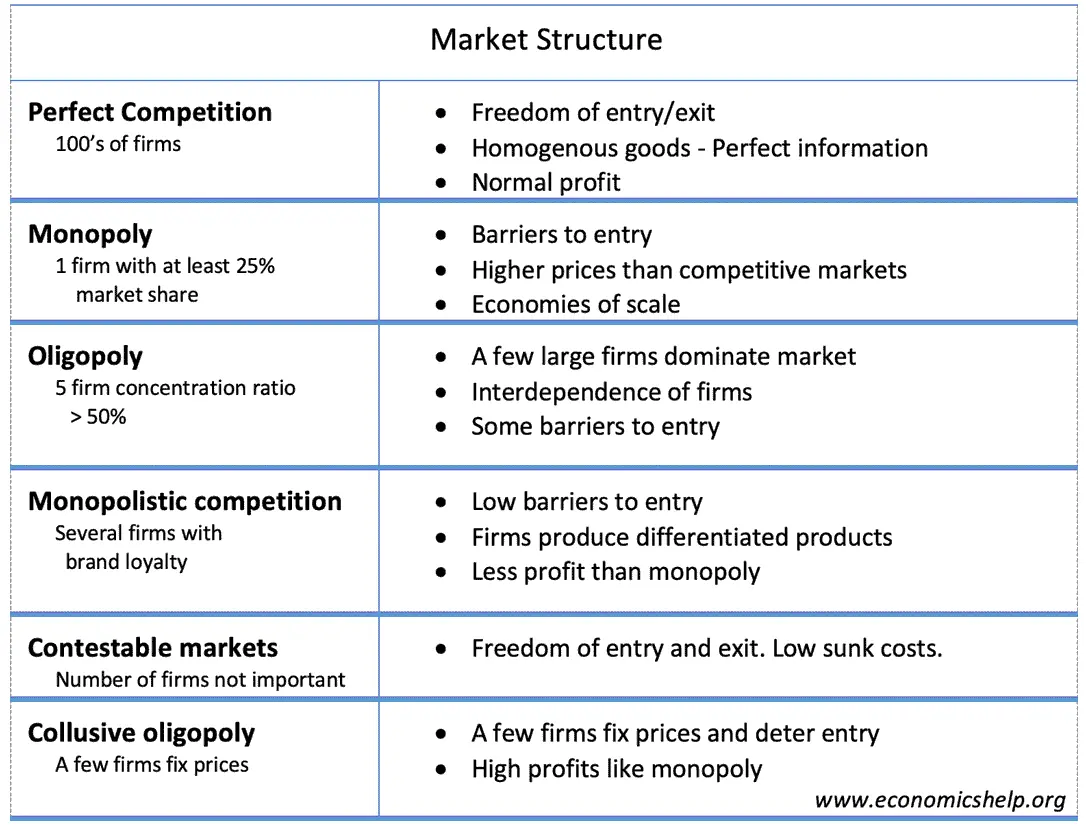 Market Structure
Perfect Competition
100's of firms
• Freedom of entry/exit
• Homogenous goods - Perfect information
• Normal profit
Monopoly
1 firm with at least 25%
market share
• Barriers to entry
• Higher prices than competitive markets
• Economies of scale
Oligopoly
5 firm concentration ratio
> 50%
• A few large firms dominate market
• Interdependence of firms
• Some barriers to entry
Monopolistic competition
Several firms with
brand loyalty
• Low barriers to entry
• Firms produce differentiated products
• Less profit than monopoly
Contestable markets
Number of firms not important
• Freedom of entry and exit. Low sunk costs.
Collusive oligopoly
A few firms fix prices
• A few firms fix prices and deter entry
• High profits like monopoly
www.economicshelp.org